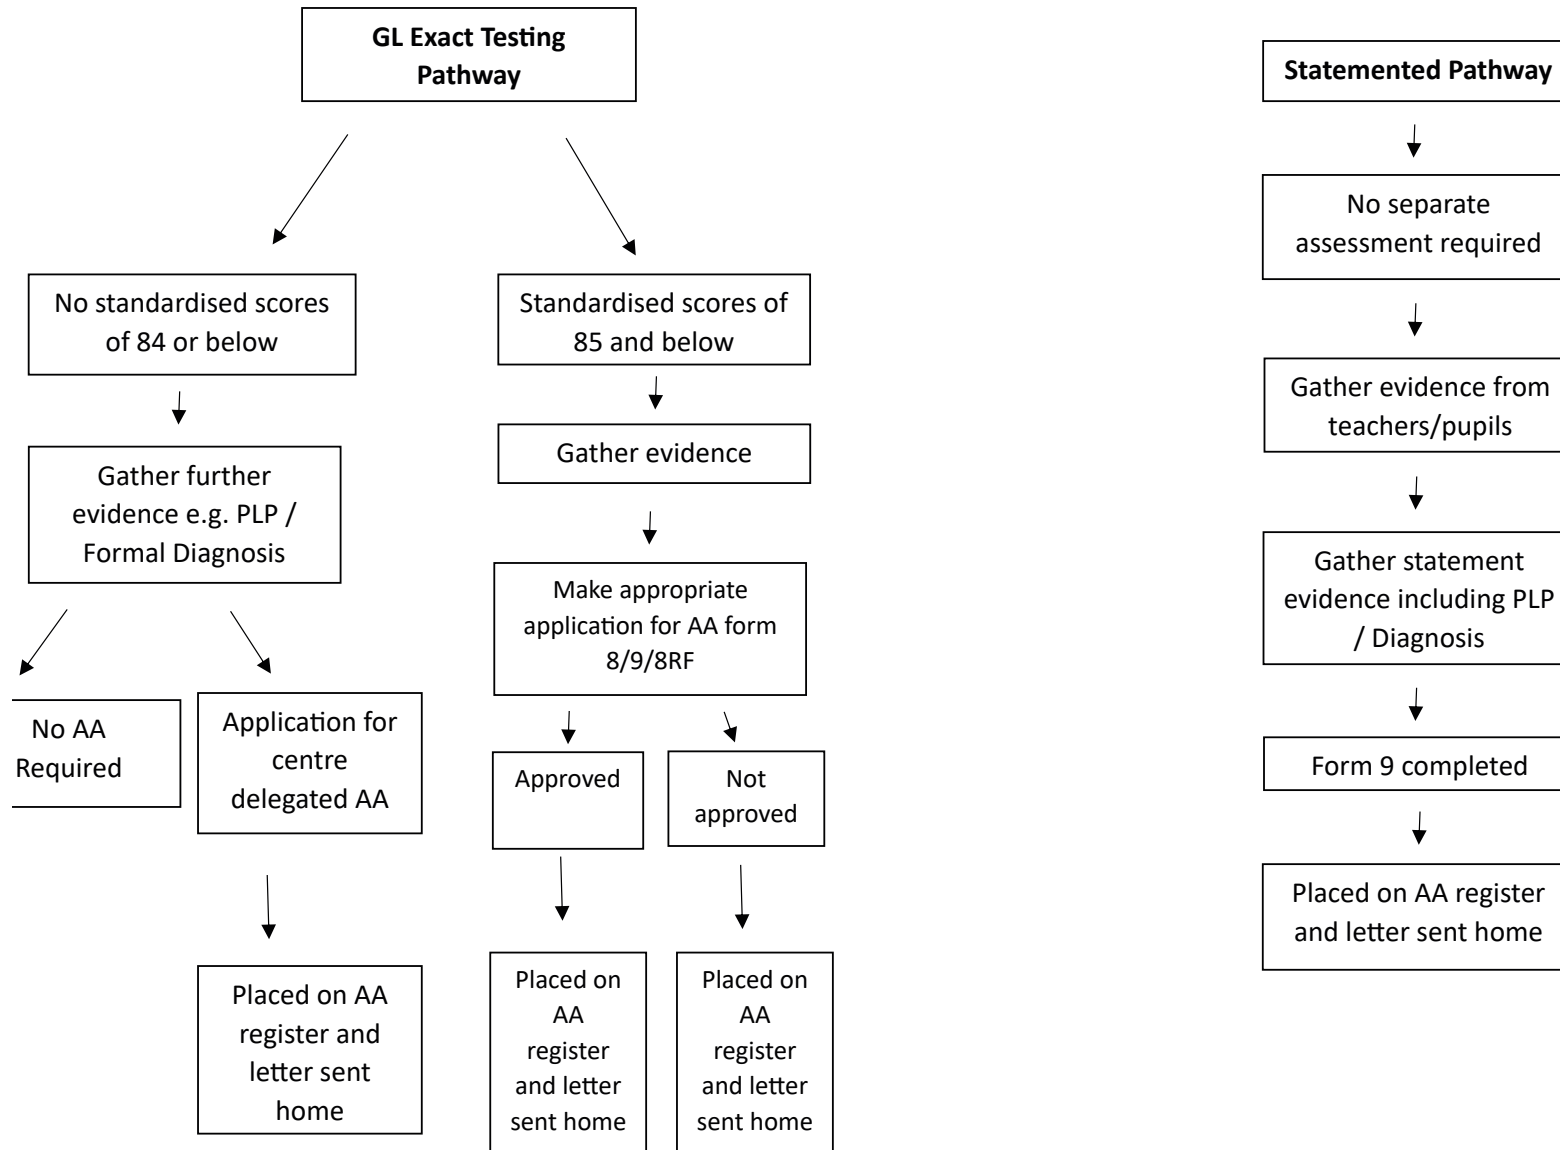 GL Exact Testing
Pathway
No standardised scores
of 84 or below
Gather further
evidence e.g. PLP /
Formal Diagnosis
No AA
Required
Application for
centre
delegated AA
Placed on AA
register and
letter sent
home
Standardised scores of
85 and below
Gather evidence
Make appropriate
application for AA form
8/9/8RF
Approved
Placed on
AA
register
and letter
sent home
Not
approved
Placed on
AA
register
and letter
sent home
Statemented Pathway
No separate
assessment required
Gather evidence from
teachers/pupils
Gather statement
evidence including PLP
/ Diagnosis
Form 9 completed
Placed on AA register
and letter sent home